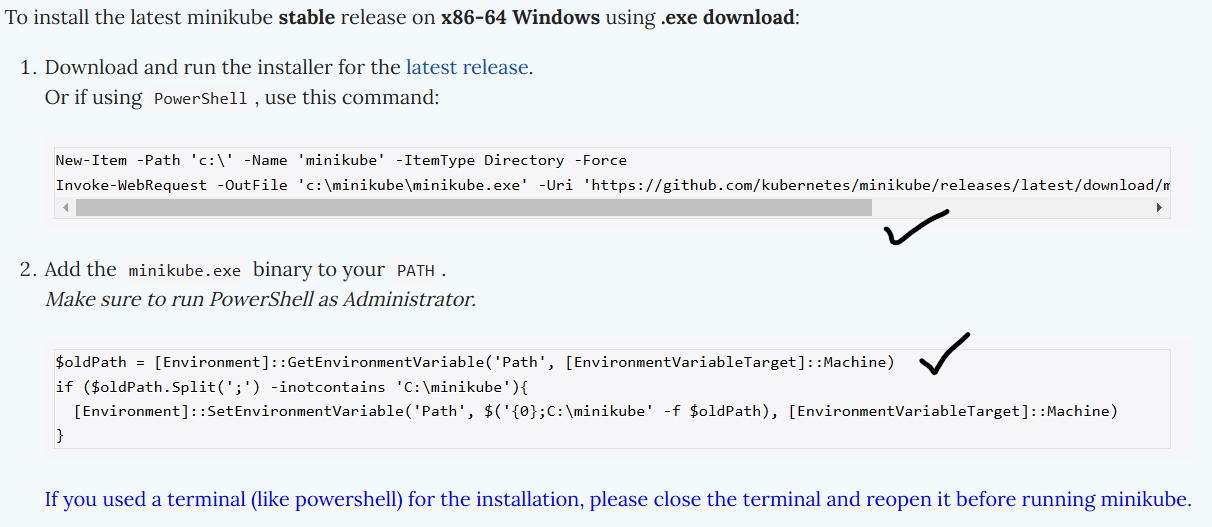 To install the latest minikube stable release on x86-64 Windows using .exe download:
1. Download and run the installer for the latest release.
Or if using PowerShell , use this command:
New-Item -Path 'c:\' -Name 'minikube' -ItemType Directory -Force
Invoke-WebRequest -OutFile 'c:\minikube\minikube.exe' -Uri 'https://github.com/kubernetes/minikube/releases/latest/download/m
2. Add the minikube.exe binary to your PATH .
Make sure to run PowerShell as Administrator.
$oldPath = [Environment]::GetEnvironmentVariable('Path', [EnvironmentVariableTarget]::Machine)
if ($oldPath.Split(';') -inotcontains 'C:\minikube'){
  [Environment]::SetEnvironmentVariable('Path', $('{0};C:\minikube' -f $oldPath), [EnvironmentVariableTarget]::Machine)
}
If you used a terminal (like powershell) for the installation, please close the terminal and reopen it before running minikube.